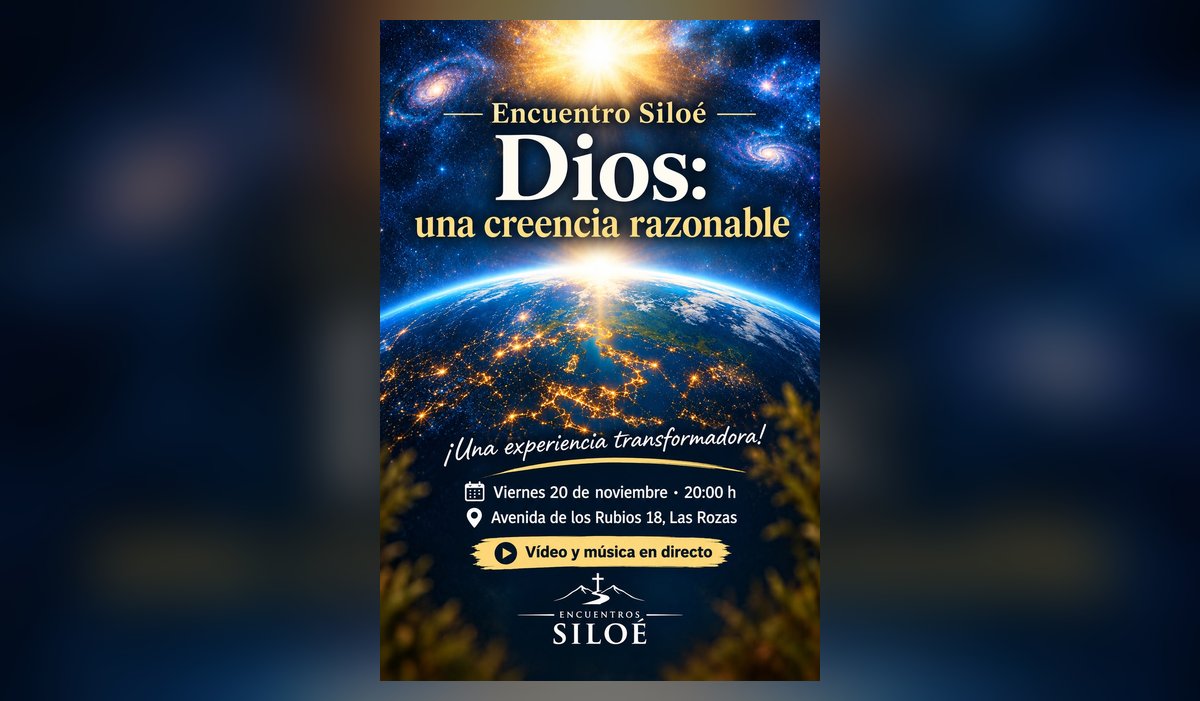 Encuentro Siloé
Dios:
una creencia razonable
¡Una experiencia transformadora!
Viernes 20 de noviembre · 20:00 h
Avenida de los Rubios 18, Las Rozas
Vídeo y música en directo
ENCUENTROS
SILOÉ